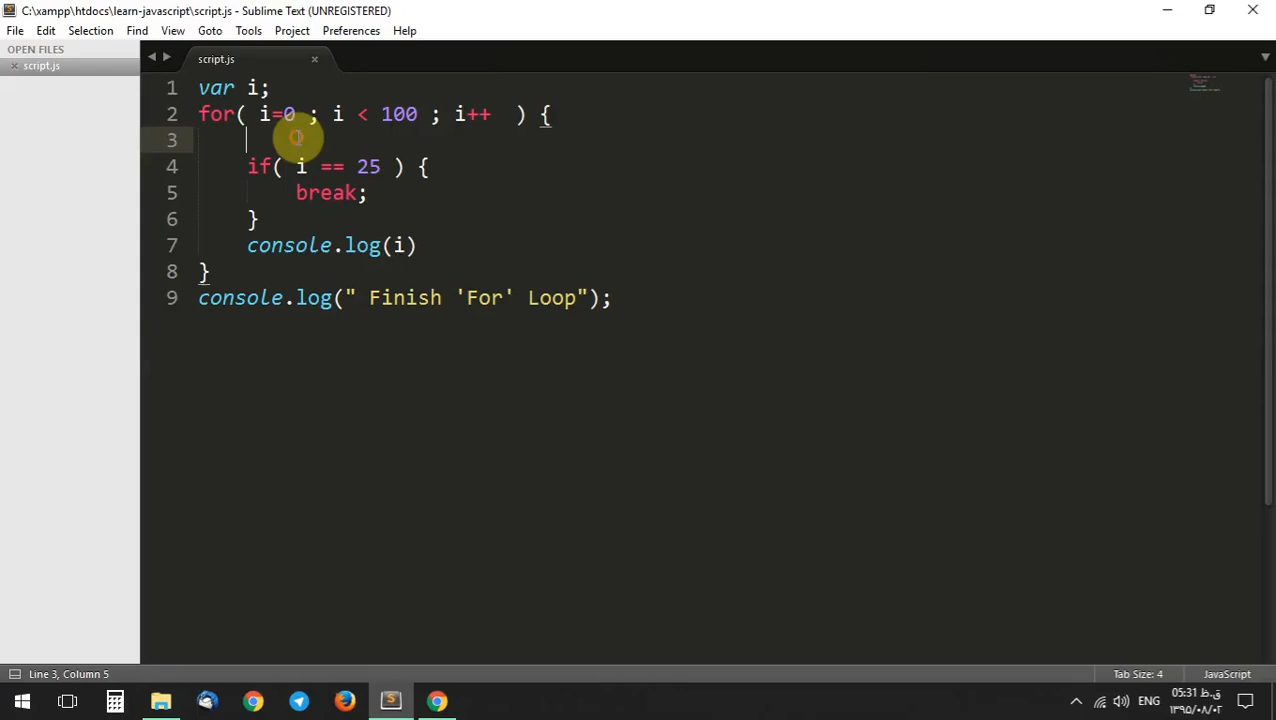 C:\xampp\htdocs\learn-javascript\script.js - Sublime Text (UNREGISTERED)
File Edit Selection View Goto Tools Project Preferences Help
OPEN FILES
script.js
script.js
1 var i;
2 for( i=0 ; i < 100 ; i++  ) {
3
4     if( i == 25 ) {
5         break;
6     }
7     console.log(i)
8 }
9 console.log(" Finish 'For' Loop");
Line 3, Column 5
Tab Size: 4
JavaScript
ENG
05:31 ق.ظ
۱۳۹۵/۰۸/۰۲